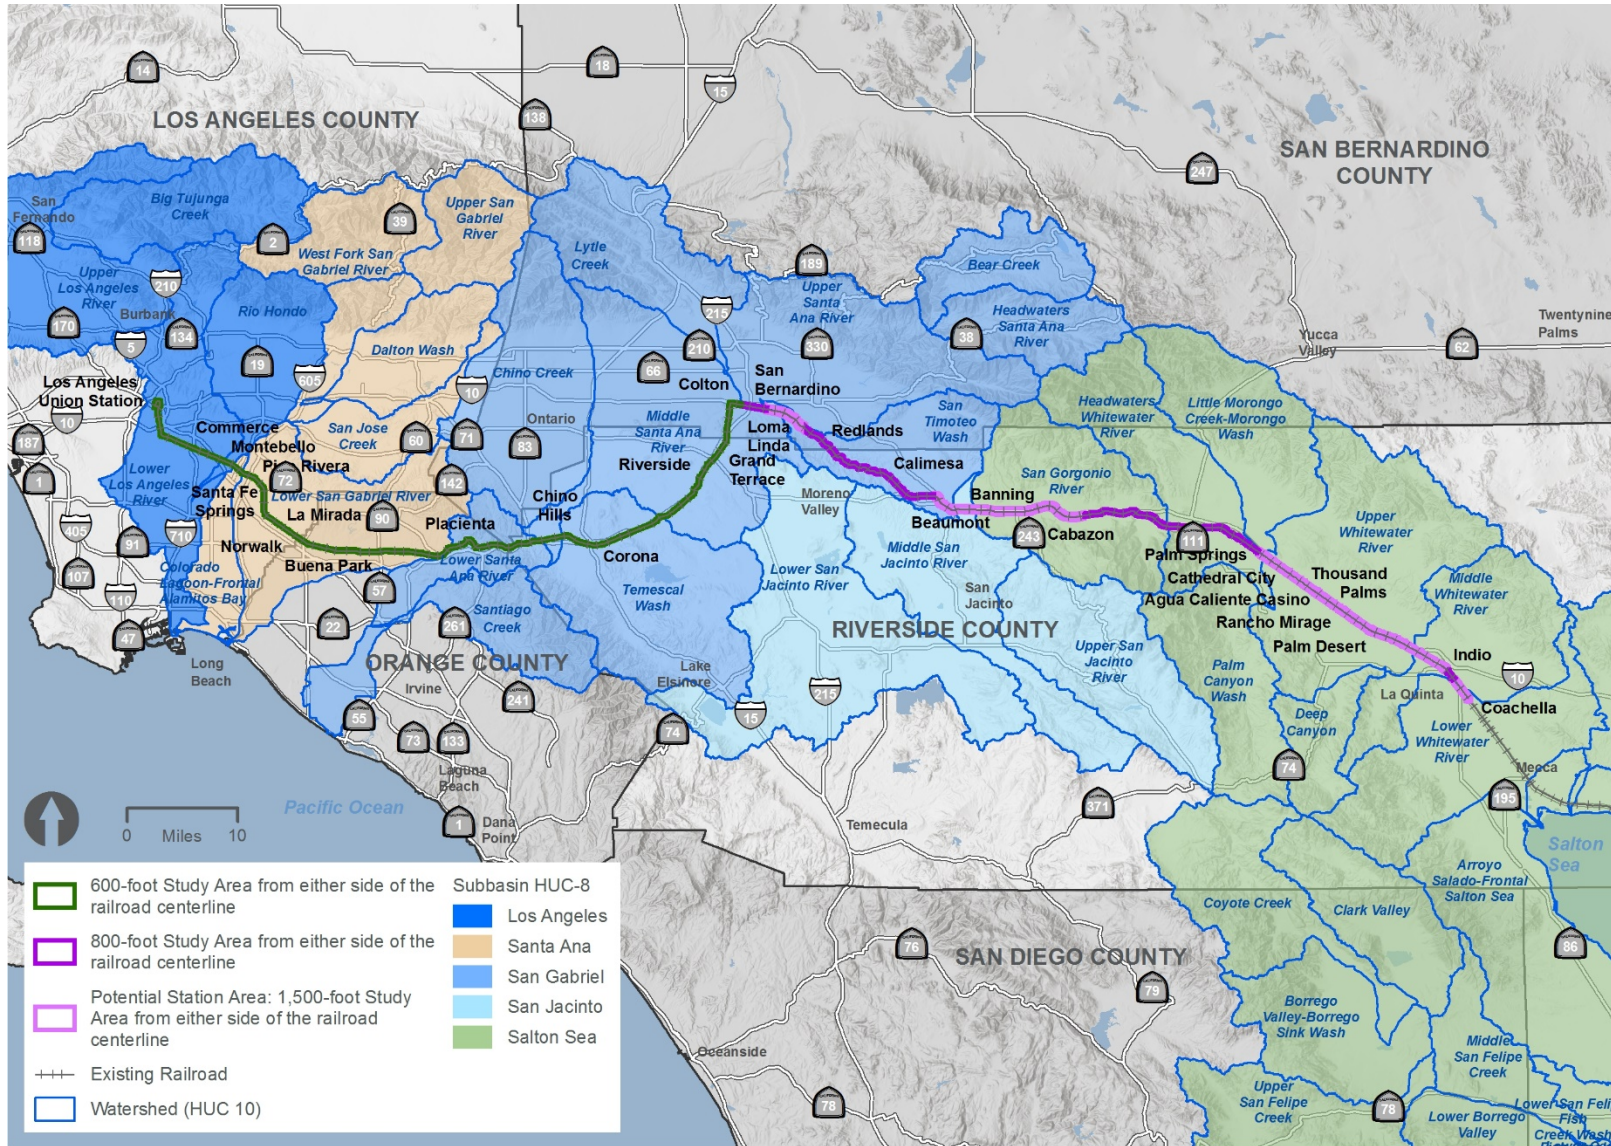 14
18
15
138
LOS ANGELES COUNTY
SAN BERNARDINO
COUNTY
247
San
Fernando
118
Big Tujunga
Creek
2
39
West Fork San
Gabriel River
Upper San
Gabriel
River
Lytle
Creek
189
Bear Creek
Upper
Los Angeles
River
210
Burbank
170
5
134
Rio Hondo
19
605
Dalton Wash
10
Chino Creek
215
210
66
Upper
Santa
Ana River
330
38
Headwaters
Santa Ana
River
Yucca
Valley
62
Twentynine
Palms
Los Angeles
Union Station
10
187
1
Commerce
Montebello
Pico Rivera
72
San Jose
Creek
60
71
Ontario
83
Colton
San
Bernardino
Middle
Santa Ana
River
Riverside
Loma
Linda
Grand
Terrace
Redlands
San
Timoteo
Wash
Calimesa
Headwaters
Whitewater
River
Little Morongo
Creek-Morongo
Wash
Lower
Los Angeles
River
Santa Fe
Springs
Lower San Gabriel River
La Mirada
90
142
Placienta
Chino
Hills
Moreno
Valley
San Gorgonio
River
Banning
Beaumont
243
Cabazon
111
Upper
Whitewater
River
405
91
710
107
110
47
Norwalk
Buena Park
Colorado
Lagoon-Frontal
Alamitos Bay
57
Lower Santa
Ana River
Corona
Temescal
Wash
Lower San
Jacinto River
Middle San
Jacinto River
San
Jacinto
Palm Springs
Cathedral City
Agua Caliente Casino
Rancho Mirage
Palm Desert
Thousand
Palms
Middle
Whitewater
River
Long
Beach
22
261
Santiago
Creek
ORANGE COUNTY
Irvine
241
55
73
133
Laguna
Beach
1
Dana
Point
Lake
Elsinore
74
15
215
RIVERSIDE COUNTY
Upper San
Jacinto
River
Palm
Canyon
Wash
Deep
Canyon
74
La Quinta
Indio
10
Coachella
Lower
Whitewater
River
Mecca
195
Pacific Ocean
0 10
Miles
Temecula
371
Salton
Sea
Arroyo
Salado-Frontal
Salton Sea
Coyote Creek
Clark Valley
86
76
SAN DIEGO COUNTY
79
Borrego
Valley-Borrego
Sink Wash
Middle
San Felipe
Creek
Oceanside
78
Upper
San Felipe
Creek
78
Lower Borrego
Valley
Lower San Feli
Fish
Creek Wash
600-foot Study Area from either side of the
railroad centerline
800-foot Study Area from either side of the
railroad centerline
Potential Station Area: 1,500-foot Study
Area from either side of the railroad
centerline
Existing Railroad
Watershed (HUC 10)
Subbasin HUC-8
Los Angeles
Santa Ana
San Gabriel
San Jacinto
Salton Sea